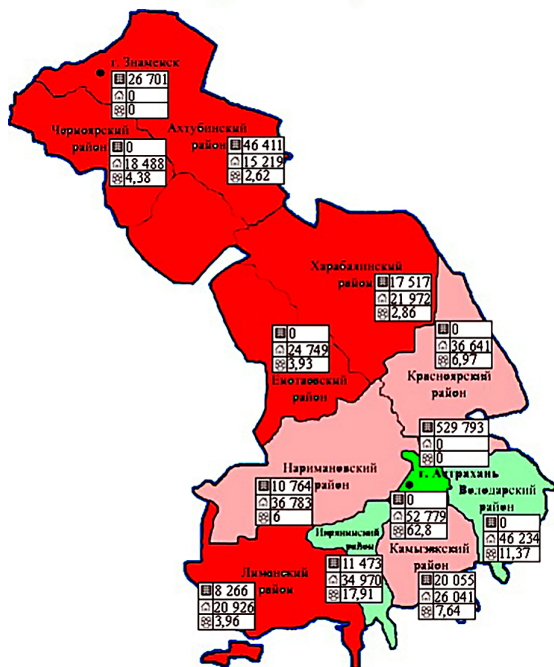 г. Знаменск
26 701
0
0
Черноярский
район
0
18 488
4,38
Ахтубинский
район
46 411
15 219
2,62
Харабалинский
район
17 517
21 972
2,86
0
24 749
3,93
Енотаевский
район
0
36 641
6,97
Красноярский
район
529 793
0
0
г. Астрахань
Наримановский
район
10 764
36 783
6
0
52 779
62,8
Володарский
район
0
46 234
11,37
Икрянинский
район
11 473
34 970
17,91
Камызякский
район
20 055
26 041
7,64
Лиманский
район
8 266
20 926
3,96